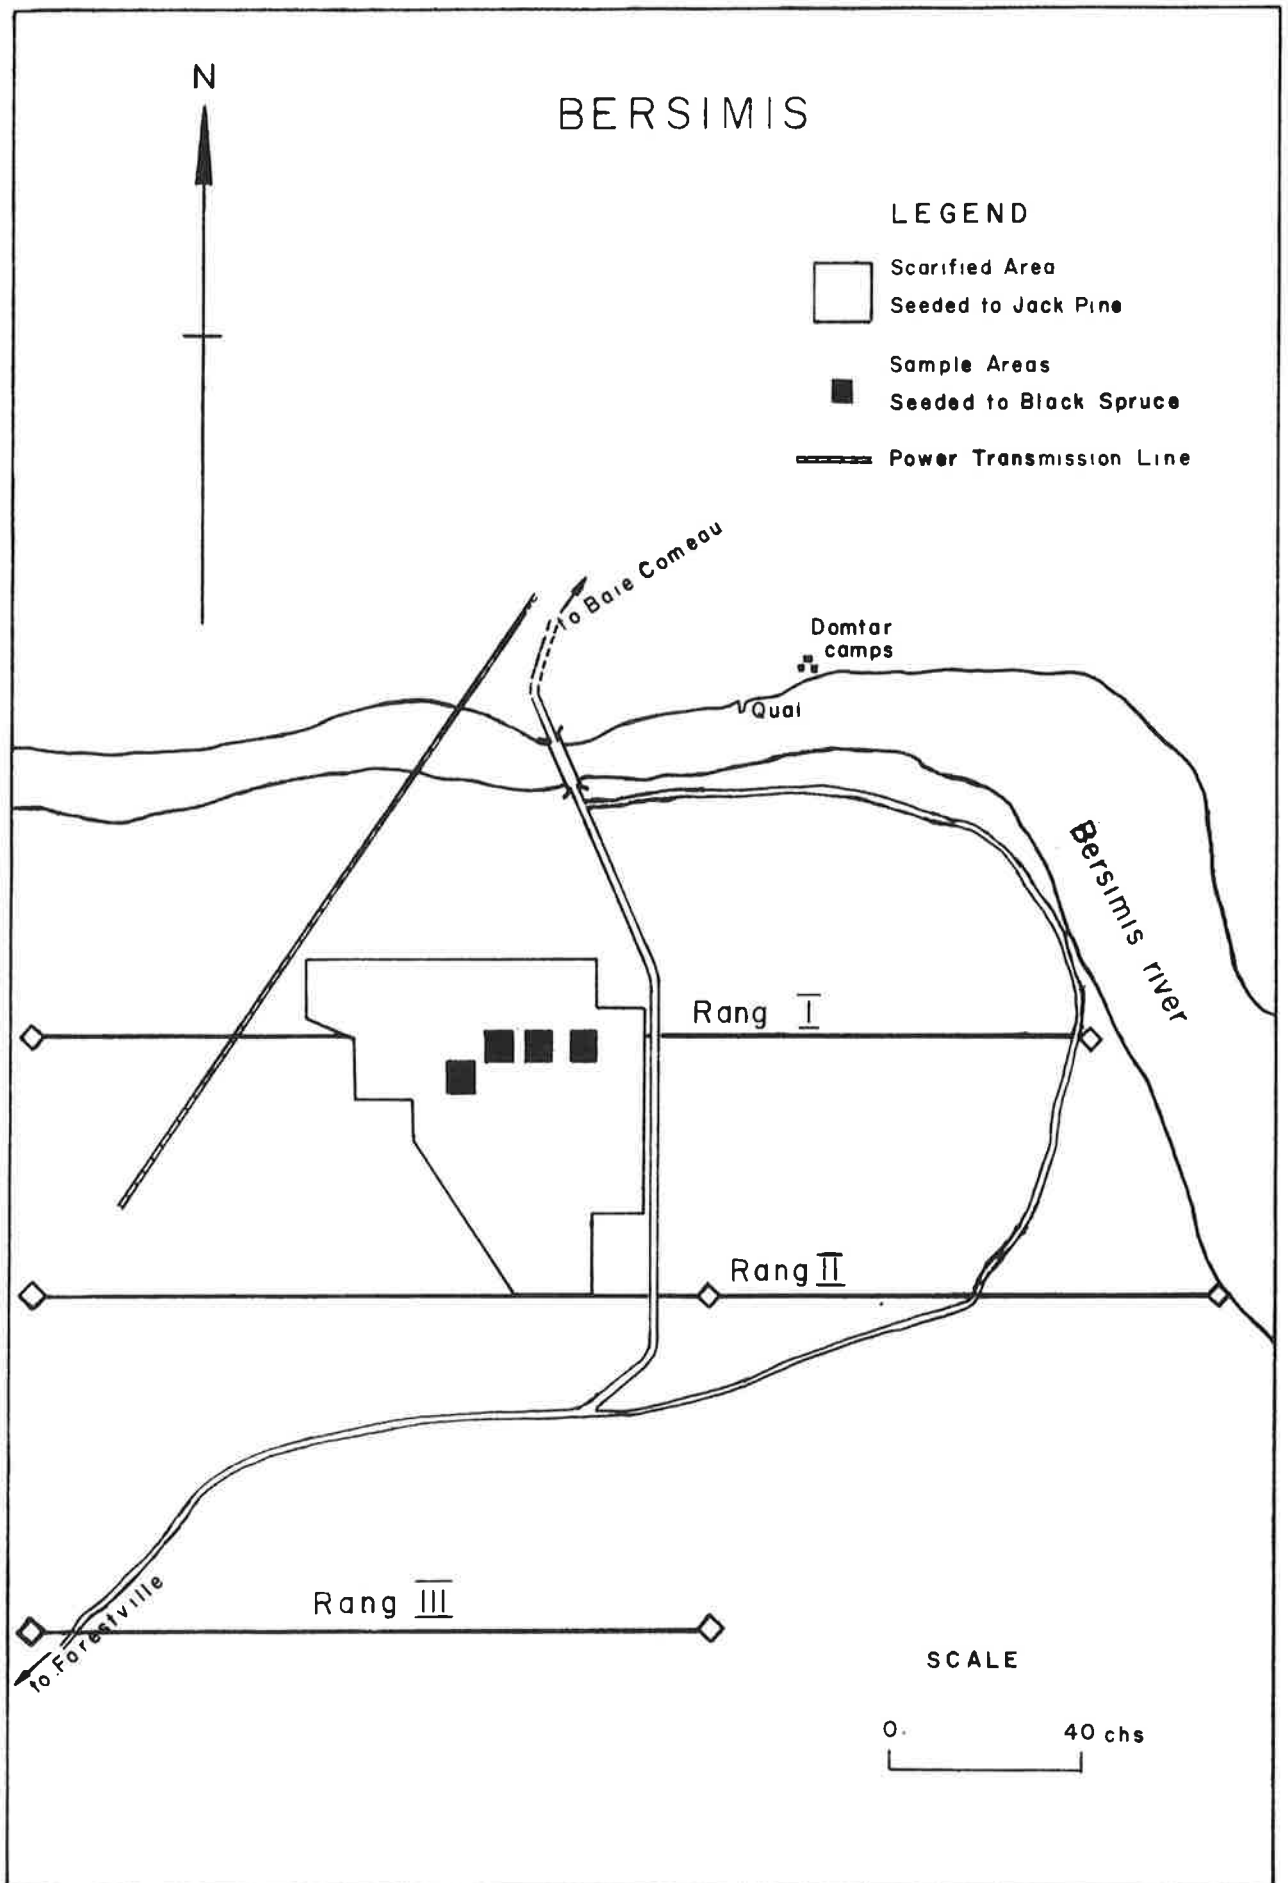 N
BERSIMIS
LEGEND
Scarified Area
Seeded to Jack Pine
Sample Areas
Seeded to Black Spruce
Power Transmission Line
to Baie Comeau
Domtar
camps
Quai
Bersimis river
Rang I
Rang II
Rang III
to Forestville
SCALE
0 40 chs